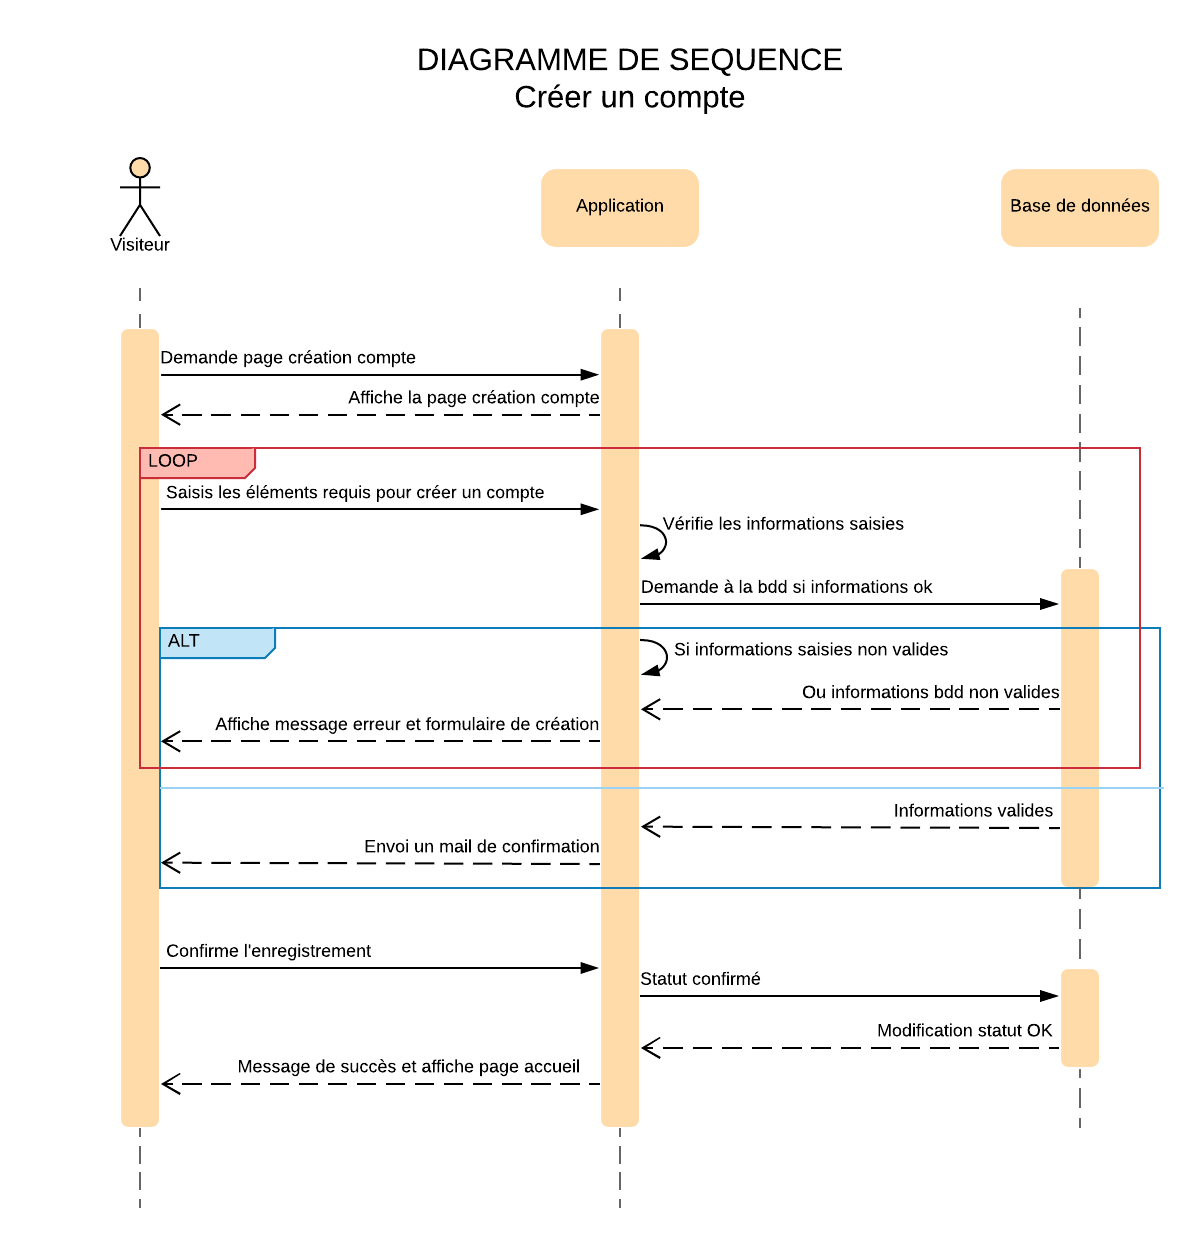 DIAGRAMME DE SEQUENCE
Créer un compte
Visiteur
Application
Base de données
Demande page création compte
Affiche la page création compte
LOOP
Saisis les éléments requis pour créer un compte
Vérifie les informations saisies
Demande à la bdd si informations ok
ALT
Si informations saisies non valides
Ou informations bdd non valides
Affiche message erreur et formulaire de création
Informations valides
Envoi un mail de confirmation
Confirme l'enregistrement
Statut confirmé
Modification statut OK
Message de succès et affiche page accueil